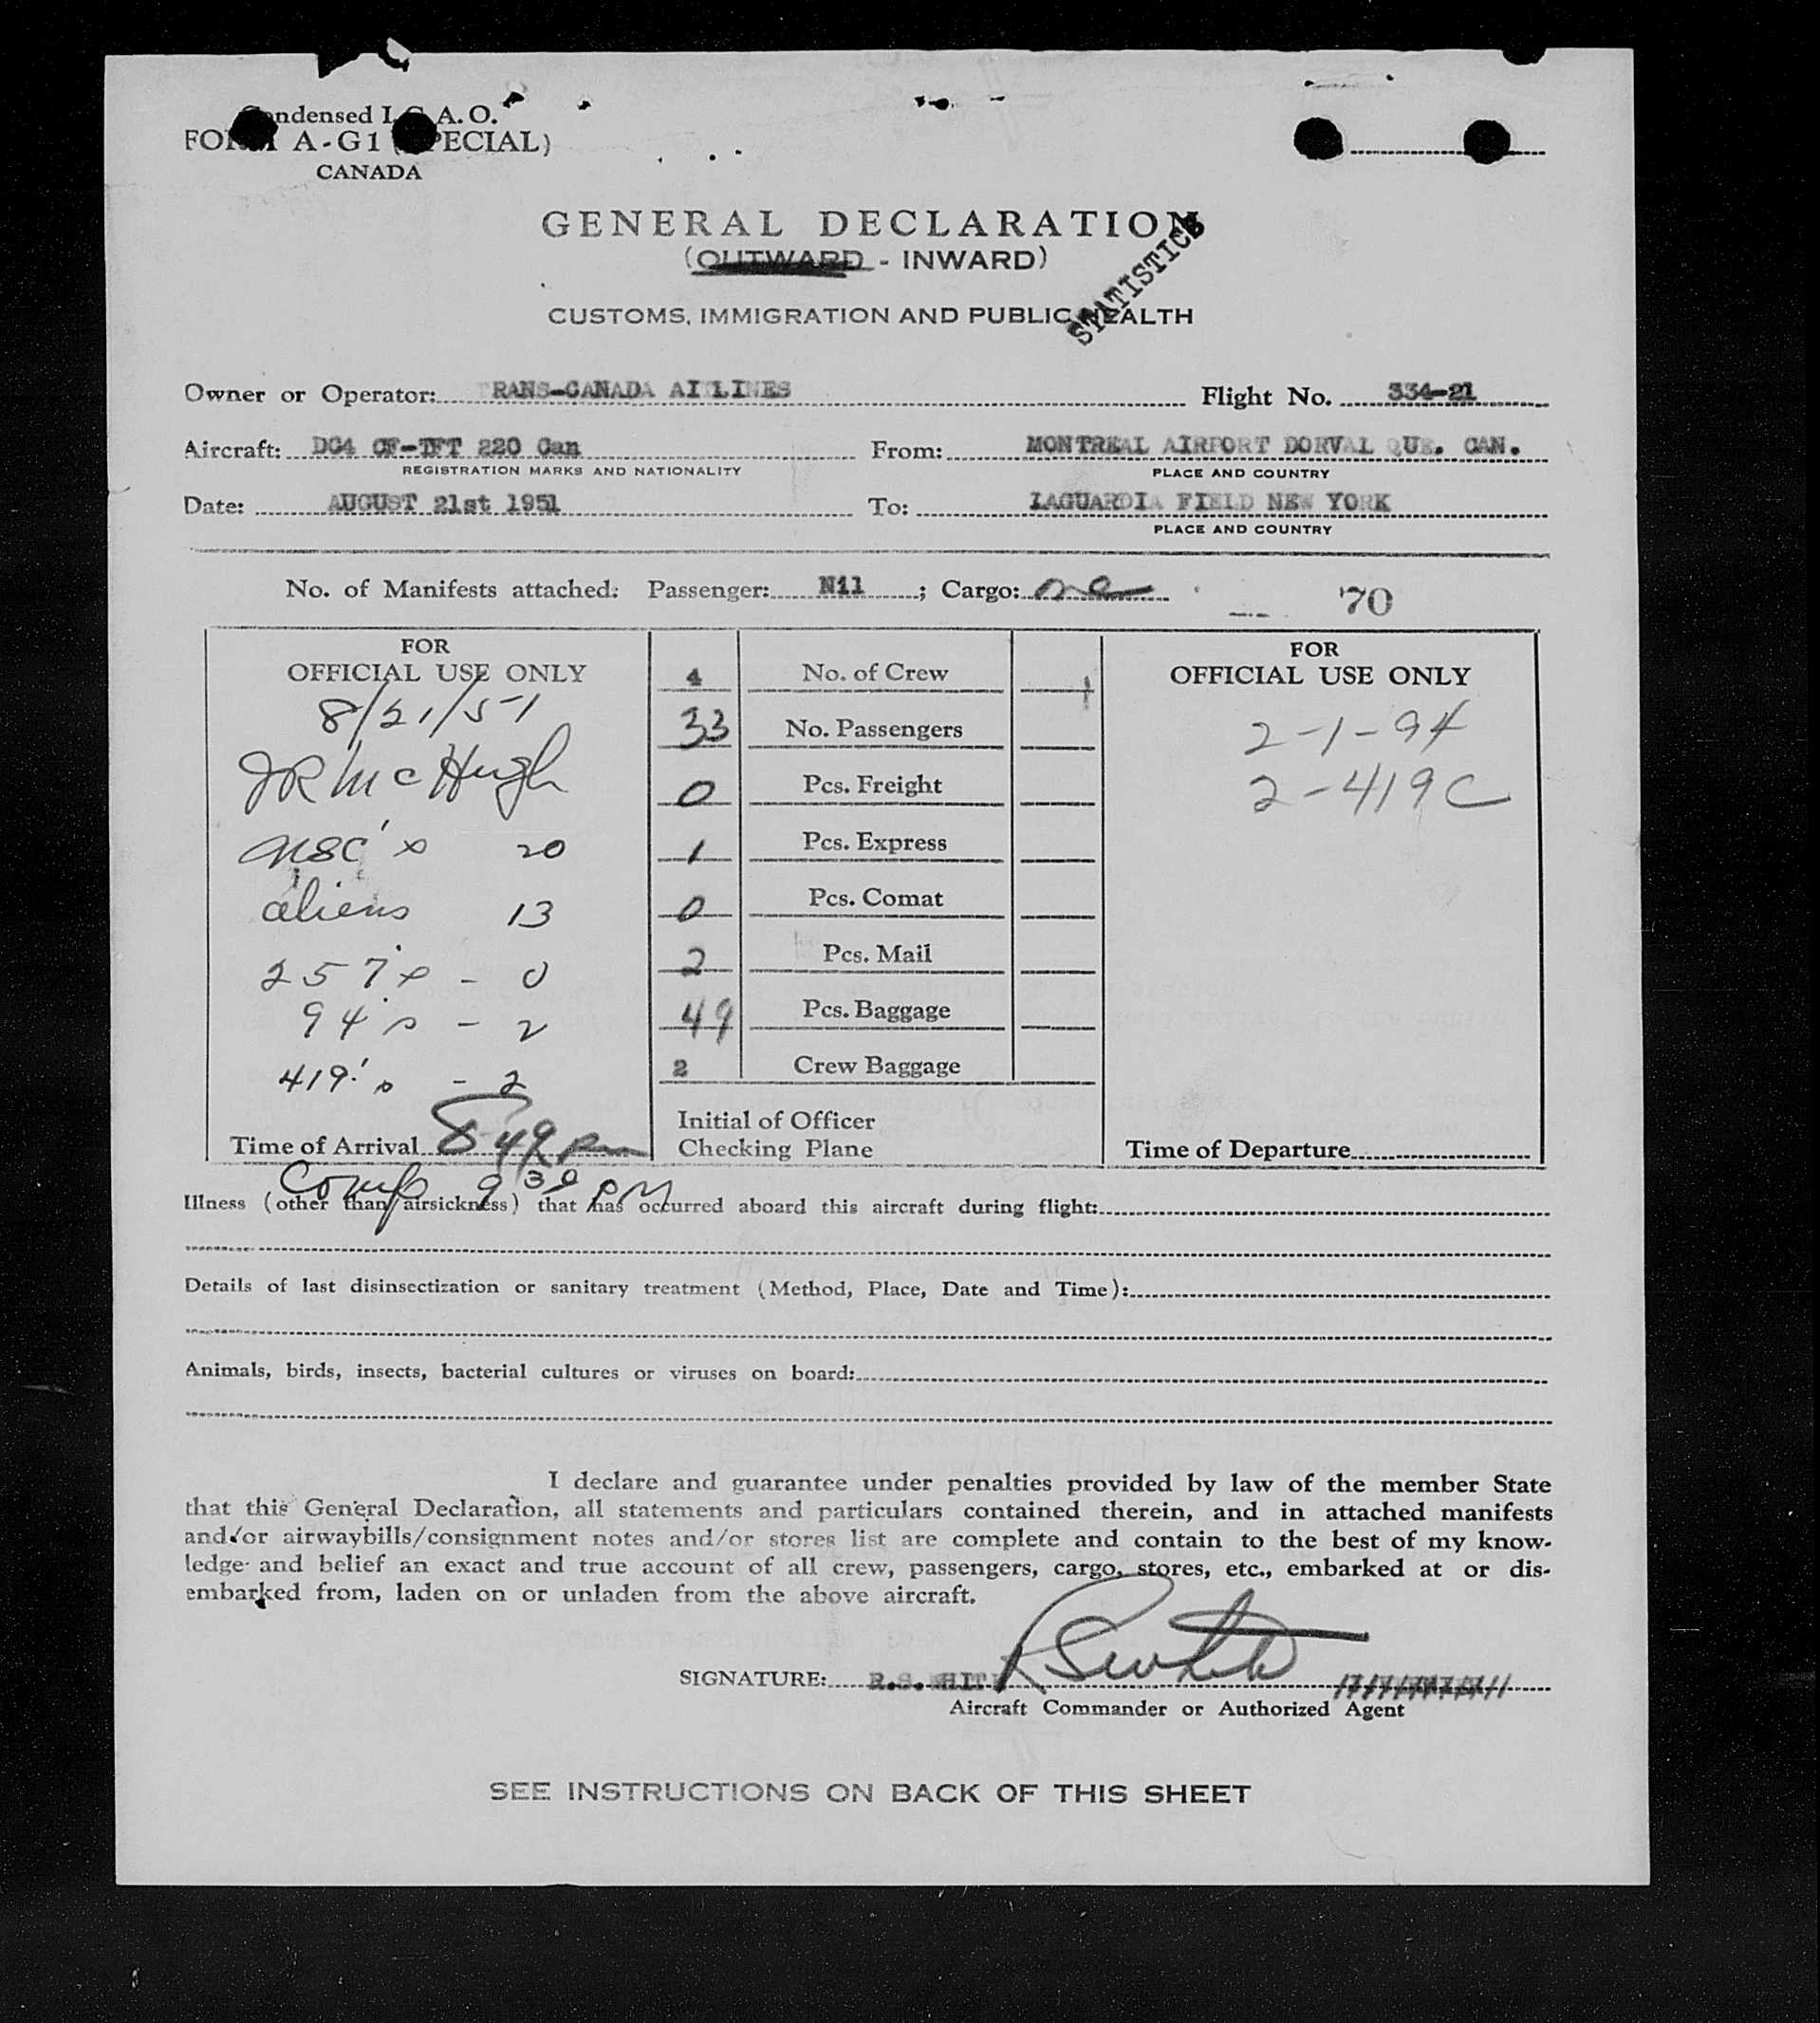 Condensed I.C.A.O.
FORM A-G1 (SPECIAL)
CANADA
GENERAL DECLARATION
(OUTWARD - INWARD)
STATISTICS
CUSTOMS, IMMIGRATION AND PUBLIC HEALTH
Owner or Operator: TRANS-CANADA AIRLINES Flight No. 334-21
Aircraft: DC4 CF-TFT 220 Can From: MONTREAL AIRPORT DORVAL QUE. CAN.
REGISTRATION MARKS AND NATIONALITY PLACE AND COUNTRY
Date: AUGUST 21st 1951 To: LAGUARDIA FIELD NEW YORK
PLACE AND COUNTRY
No. of Manifests attached: Passenger: Nil ; Cargo: 70
FOR
OFFICIAL USE ONLY
8/21/51
JR McHugh
USC's 20
aliens 13
257's - 0
94's - 2
419's - 2
Time of Arrival 8 49 pm
Comp 9 30 PM
4 No. of Crew 1
33 No. Passengers
0 Pcs. Freight
1 Pcs. Express
0 Pcs. Comat
2 Pcs. Mail
49 Pcs. Baggage
2 Crew Baggage
Initial of Officer
Checking Plane
FOR
OFFICIAL USE ONLY
2-1-94
2-419C
Time of Departure
Illness (other than airsickness) that has occurred aboard this aircraft during flight:
Details of last disinsectization or sanitary treatment (Method, Place, Date and Time):
Animals, birds, insects, bacterial cultures or viruses on board:
I declare and guarantee under penalties provided by law of the member State
that this General Declaration, all statements and particulars contained therein, and in attached manifests
and/or airwaybills/consignment notes and/or stores list are complete and contain to the best of my know-
ledge and belief an exact and true account of all crew, passengers, cargo, stores, etc., embarked at or dis-
embarked from, laden on or unladen from the above aircraft.
SIGNATURE: R.S. WHITE RS White
Aircraft Commander or Authorized Agent
SEE INSTRUCTIONS ON BACK OF THIS SHEET